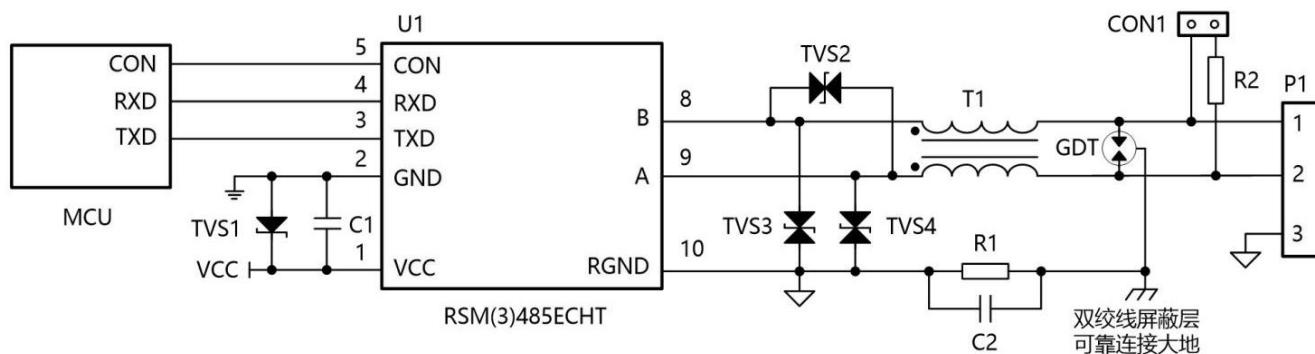 U1
CON1
MCU
CON
RXD
TXD
5
4
3
2
1
CON
RXD
TXD
GND
VCC
B
A
RGND
8
9
10
TVS1
C1
VCC
RSM(3)485ECHT
TVS2
TVS3
TVS4
T1
GDT
R2
P1
1
2
3
R1
C2
双绞线屏蔽层
可靠连接大地